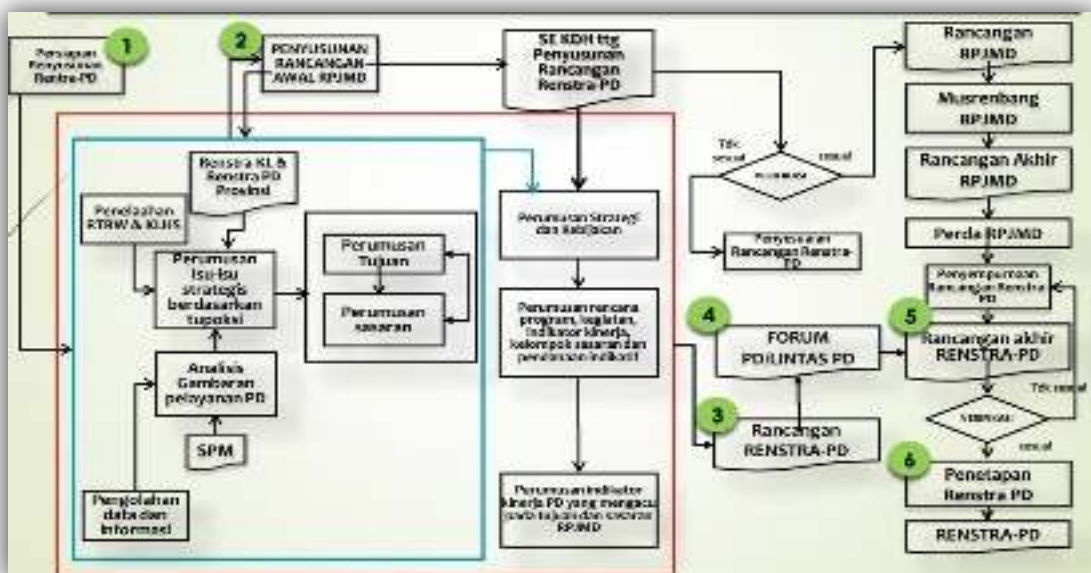 1
Persiapan
Penyusunan
Renstra-PD
2
PENYUSUNAN
RANCANGAN
AWAL RPJMD
SE KDH ttg
Penyusunan
Rancangan
Renstra-PD
Rancangan
RPJMD
Musrenbang
RPJMD
Rancangan Akhir
RPJMD
Perda RPJMD
Penyempurnaan
Rancangan Renstra-
PD
5
Rancangan akhir
RENSTRA-PD
Tdk sesuai
VERIFIKASI
sesuai
6
Penetapan
Renstra PD
RENSTRA-PD
Tdk
sesuai
sesuai
VERIFIKASI
Penyesuaian
Rancangan Renstra-
PD
4
FORUM
PD/LINTAS PD
3
Rancangan
RENSTRA-PD
Renstra KL &
Renstra PD
Provinsi
Penelaahan
RTRW & KLHS
Perumusan
Isu-isu
strategis
berdasarkan
tupoksi
Perumusan
Tujuan
Perumusan
sasaran
Analisis
Gambaran
pelayanan PD
SPM
Pengolahan
data dan
informasi
Perumusan Strategi
dan Kebijakan
Perumusan rencana
program, kegiatan,
indikator kinerja,
kelompok sasaran dan
pendanaan indikatif
Perumusan indikator
kinerja PD yang mengacu
pada tujuan dan sasaran
RPJMD